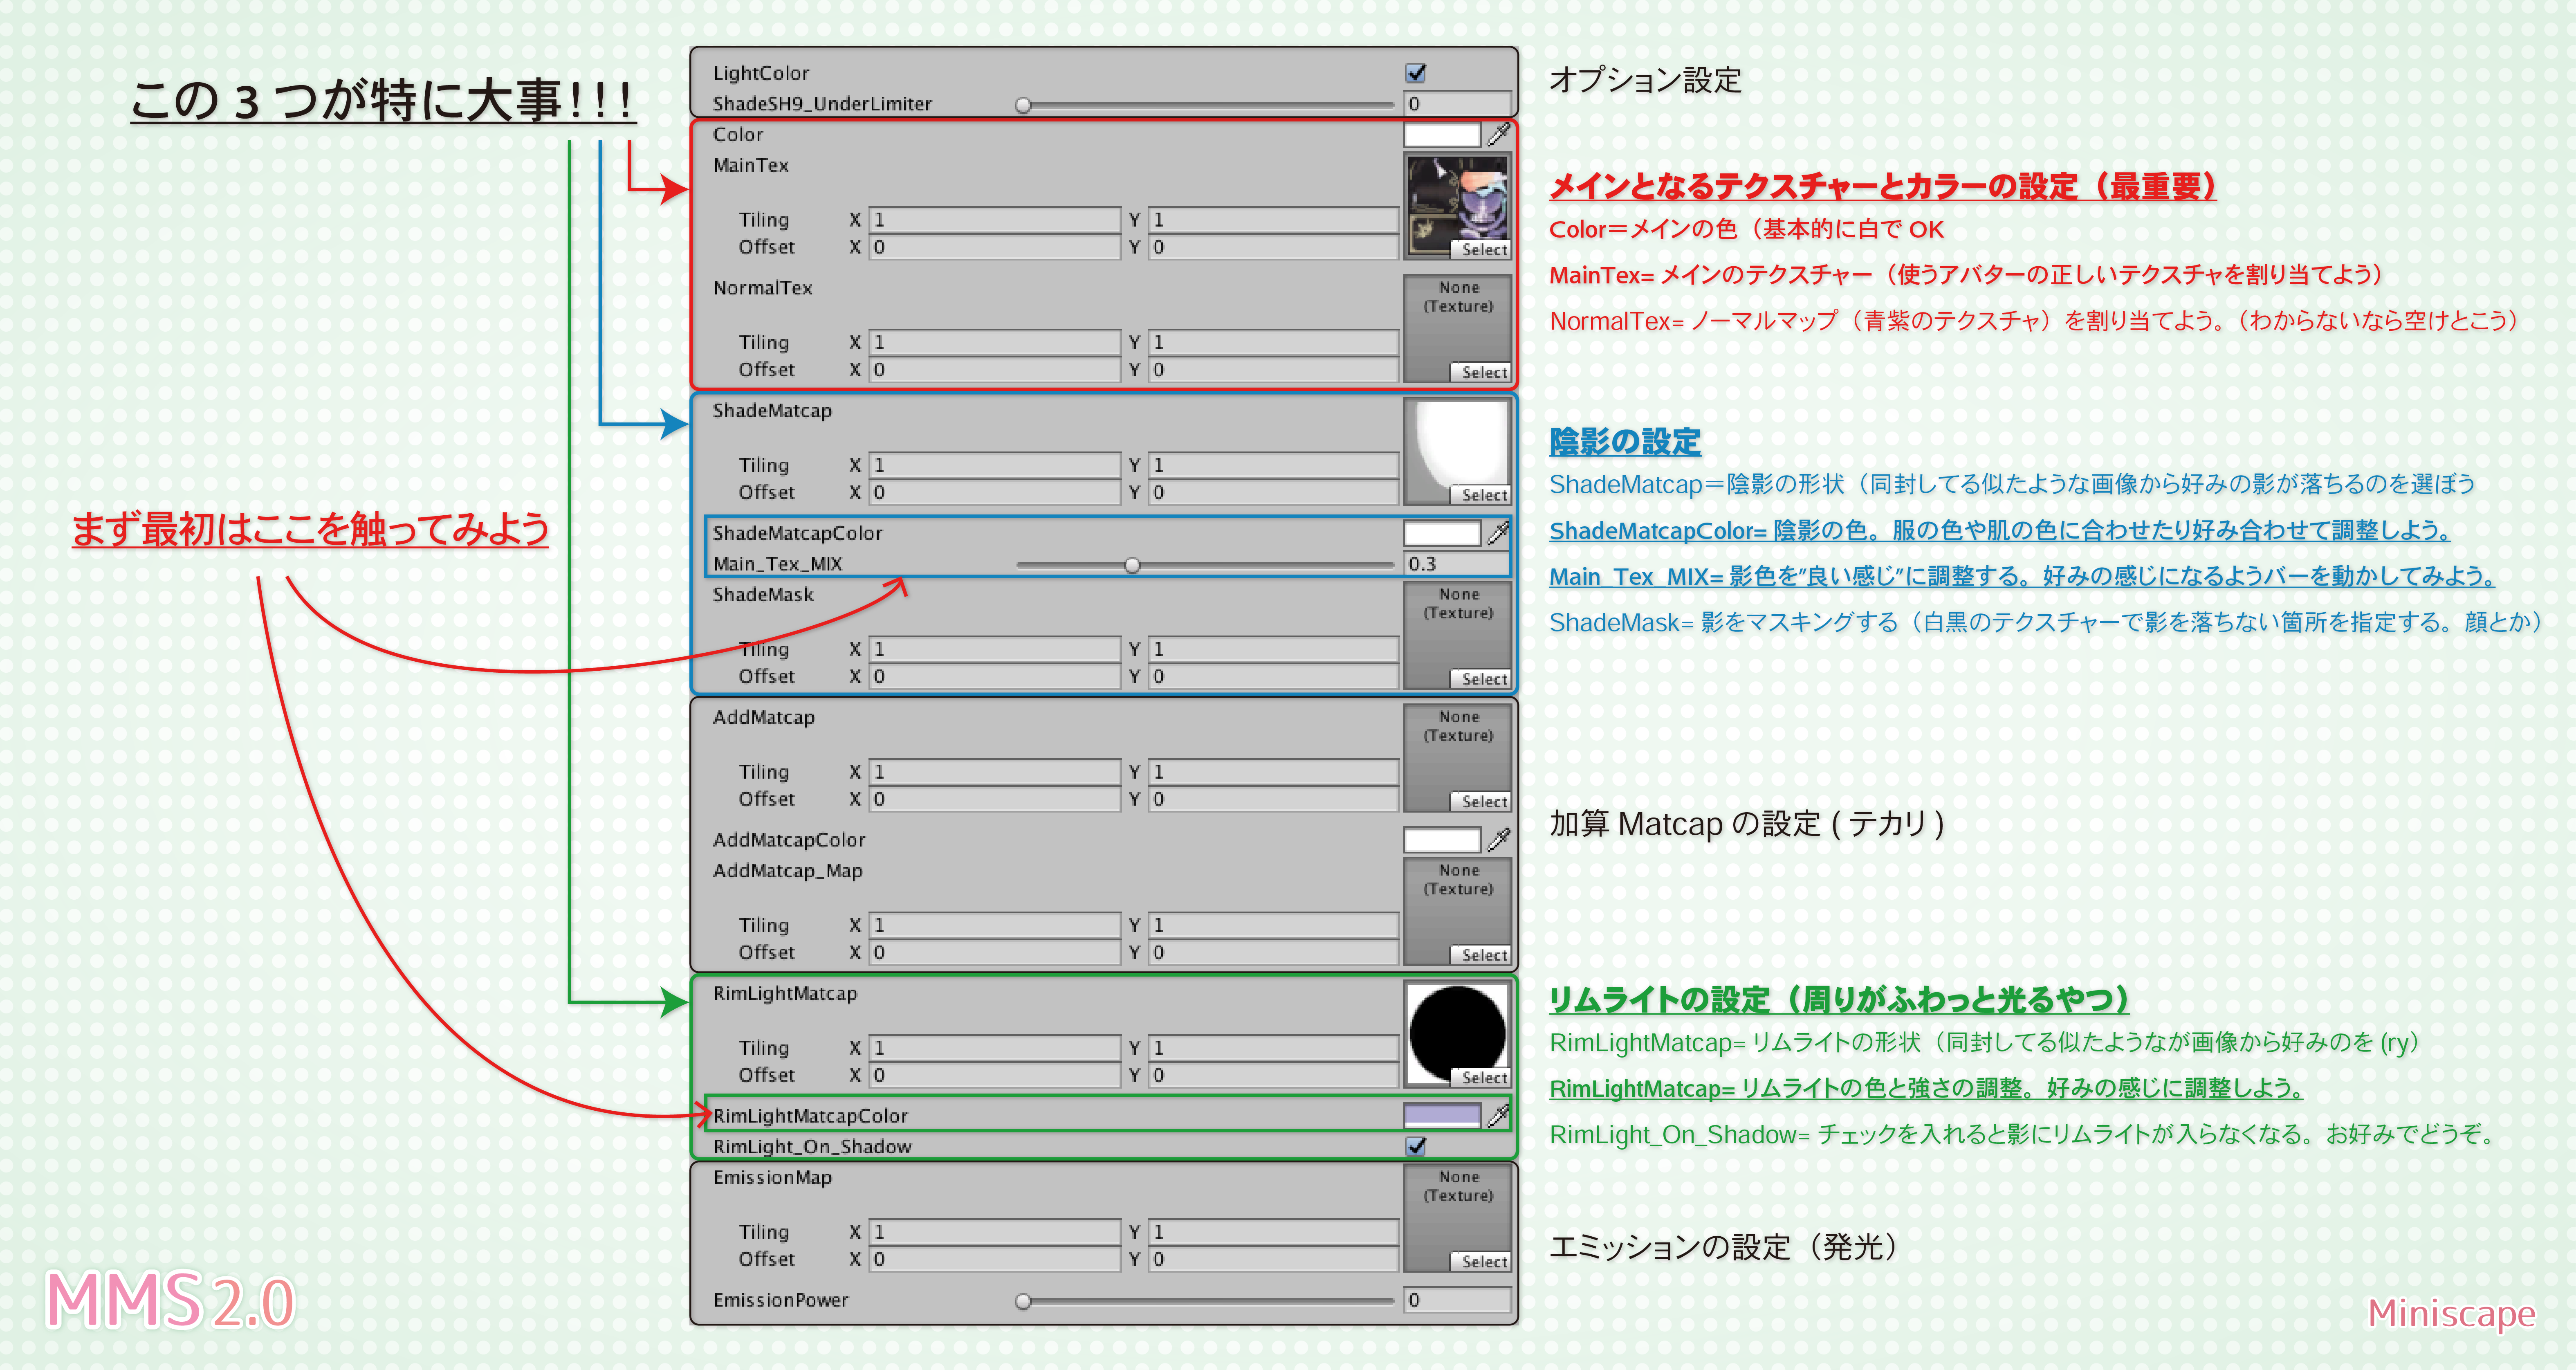 この 3 つが特に大事!!!
まず最初はここを触ってみよう
LightColor
ShadeSH9_UnderLimiter 0
オプション設定
Color
MainTex
Tiling X 1 Y 1
Offset X 0 Y 0
Select
NormalTex
None
(Texture)
Tiling X 1 Y 1
Offset X 0 Y 0
Select
メインとなるテクスチャーとカラーの設定（最重要）
Color＝メインの色（基本的に白で OK
MainTex= メインのテクスチャー（使うアバターの正しいテクスチャを割り当てよう）
NormalTex= ノーマルマップ（青紫のテクスチャ）を割り当てよう。（わからないなら空けとこう）
ShadeMatcap
Tiling X 1 Y 1
Offset X 0 Y 0
Select
ShadeMatcapColor
Main_Tex_MIX 0.3
ShadeMask
None
(Texture)
Tiling X 1 Y 1
Offset X 0 Y 0
Select
陰影の設定
ShadeMatcap＝陰影の形状（同封してる似たような画像から好みの影が落ちるのを選ぼう
ShadeMatcapColor= 陰影の色。服の色や肌の色に合わせたり好み合わせて調整しよう。
Main_Tex_MIX= 影色を”良い感じ”に調整する。好みの感じになるようバーを動かしてみよう。
ShadeMask= 影をマスキングする（白黒のテクスチャーで影を落ちない箇所を指定する。顔とか）
AddMatcap
None
(Texture)
Tiling X 1 Y 1
Offset X 0 Y 0
Select
AddMatcapColor
AddMatcap_Map
None
(Texture)
Tiling X 1 Y 1
Offset X 0 Y 0
Select
加算 Matcap の設定 ( テカリ )
RimLightMatcap
Tiling X 1 Y 1
Offset X 0 Y 0
Select
RimLightMatcapColor
RimLight_On_Shadow
リムライトの設定（周りがふわっと光るやつ）
RimLightMatcap= リムライトの形状（同封してる似たようなが画像から好みのを (ry）
RimLightMatcap= リムライトの色と強さの調整。好みの感じに調整しよう。
RimLight_On_Shadow= チェックを入れると影にリムライトが入らなくなる。お好みでどうぞ。
EmissionMap
None
(Texture)
Tiling X 1 Y 1
Offset X 0 Y 0
Select
EmissionPower 0
エミッションの設定（発光）
MMS 2.0
Miniscape